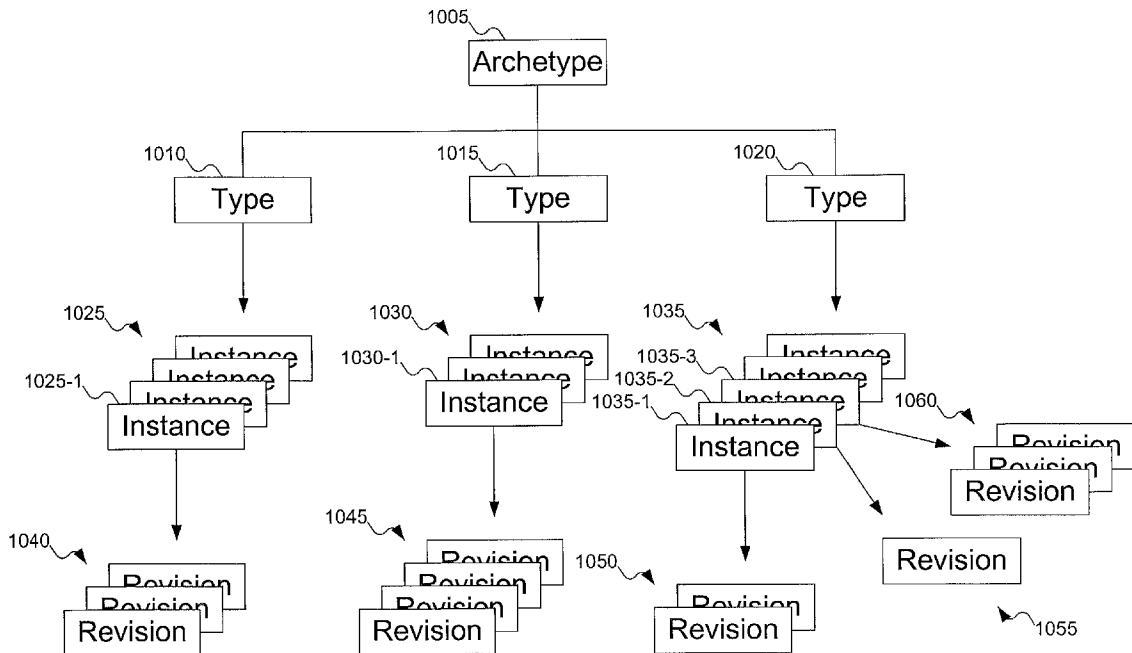 1005
Archetype
1010
Type
1015
Type
1020
Type
1025
Instance
Instance
Instance
1025-1
Instance
1030
Instance
1030-1
Instance
Instance
1035
Instance
1035-3
Instance
1035-2
Instance
1035-1
Instance
Instance
1060
Revision
Revision
Revision
1040
Revision
Revision
Revision
1045
Revision
Revision
Revision
Revision
1050
Revision
Revision
Revision
1055